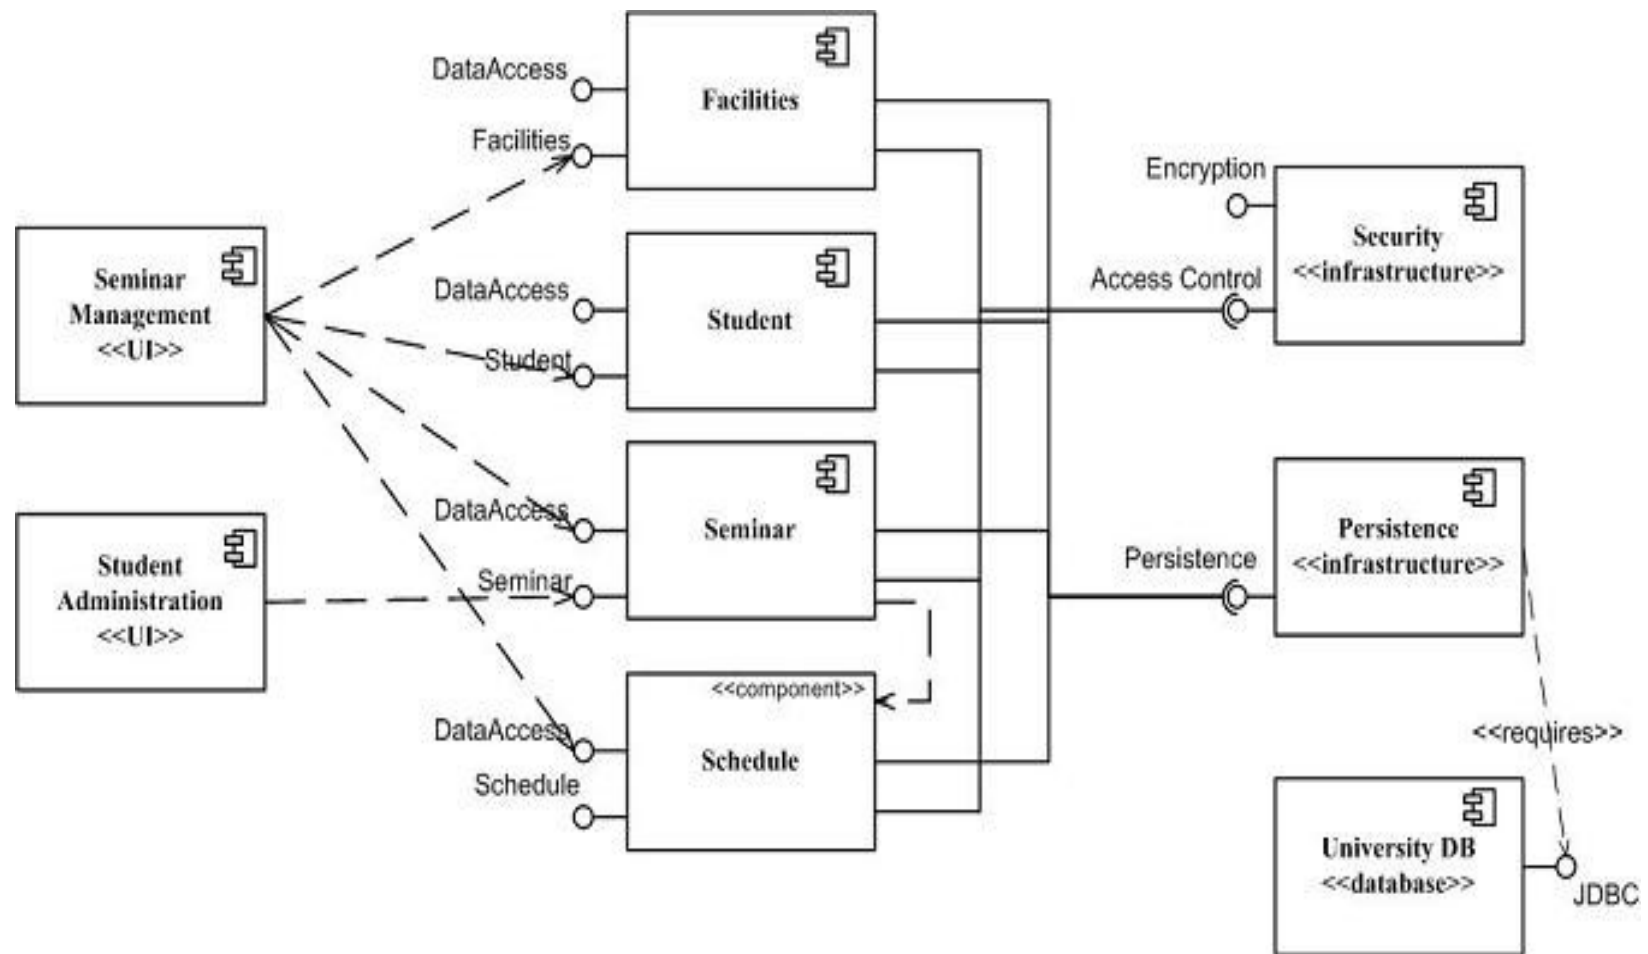 DataAccess
Facilities
Facilities
DataAccess
Student
Student
DataAccess
Seminar
Seminar
<<component>>
DataAccess
Schedule
Schedule
Seminar
Management
<<UI>>
Student
Administration
<<UI>>
Encryption
Access Control
Security
<<infrastructure>>
Persistence
Persistence
<<infrastructure>>
<<requires>>
University DB
<<database>>
JDBC